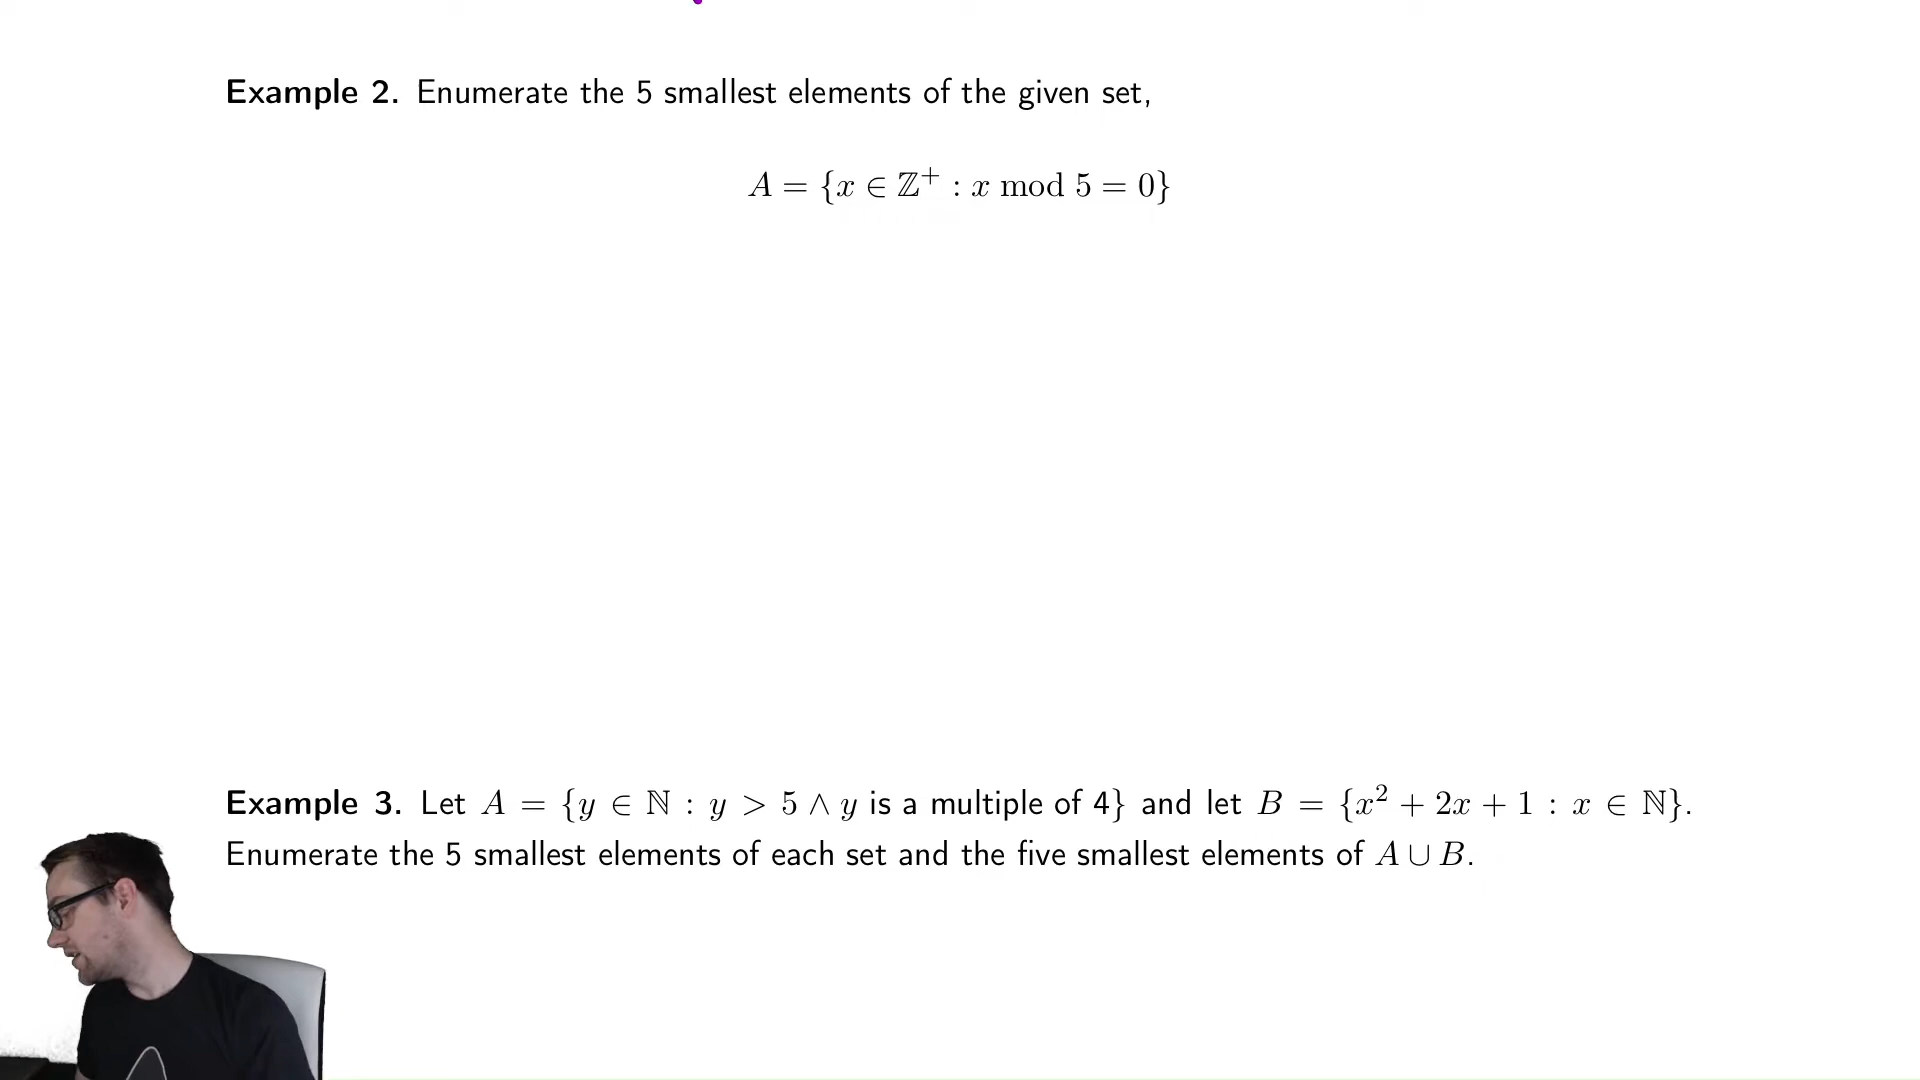 Example 2. Enumerate the 5 smallest elements of the given set,
A = {x ∈ ℤ⁺ : x mod 5 = 0}
Example 3. Let A = {y ∈ ℕ : y > 5 ∧ y is a multiple of 4} and let B = {x² + 2x + 1 : x ∈ ℕ}.
Enumerate the 5 smallest elements of each set and the five smallest elements of A ∪ B.